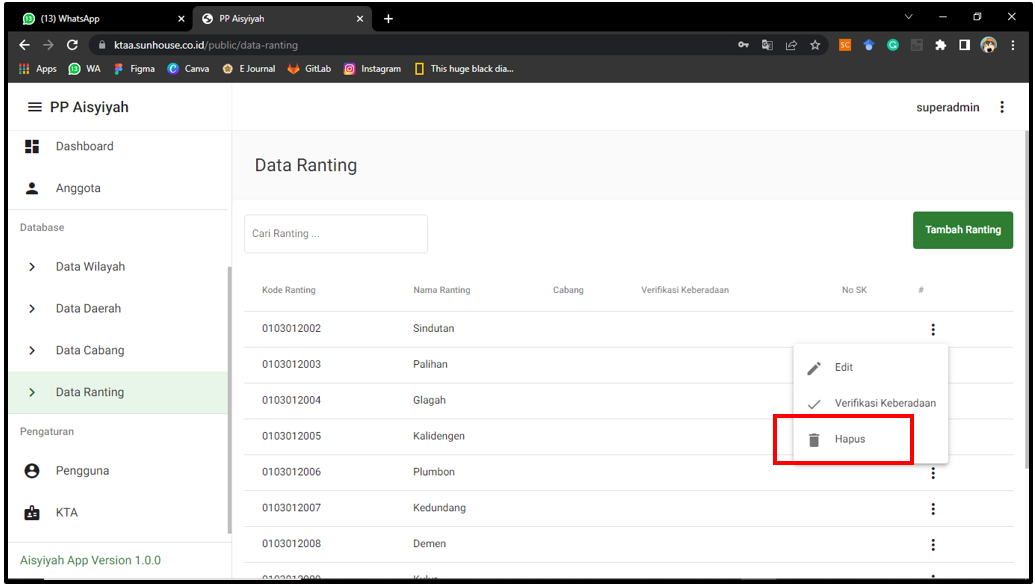 (13) WhatsApp
PP Aisyiyah
ktaa.sunhouse.co.id/public/data-ranting
Apps
WA
Figma
Canva
E Journal
GitLab
Instagram
This huge black dia...
PP Aisyiyah
superadmin
Dashboard
Anggota
Database
Data Wilayah
Data Daerah
Data Cabang
Data Ranting
Pengaturan
Pengguna
KTA
Aisyiyah App Version 1.0.0
Data Ranting
Cari Ranting ...
Tambah Ranting
Kode Ranting Nama Ranting Cabang Verifikasi Keberadaan No SK #
0103012002 Sindutan
0103012003 Palihan
0103012004 Glagah
0103012005 Kalidengen
0103012006 Plumbon
0103012007 Kedundang
0103012008 Demen
Edit
Verifikasi Keberadaan
Hapus